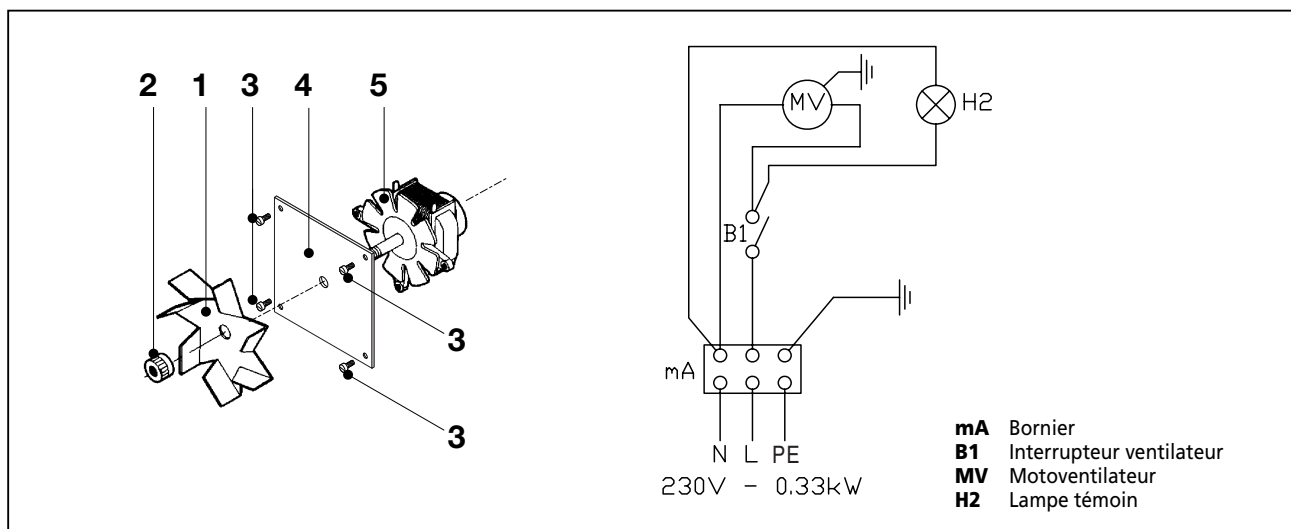 2 1 3 4 5
3
3
3
MV
H2
B1
mA
N L PE
230V - 0.33kW
mA Bornier
B1 Interrupteur ventilateur
MV Motoventilateur
H2 Lampe témoin